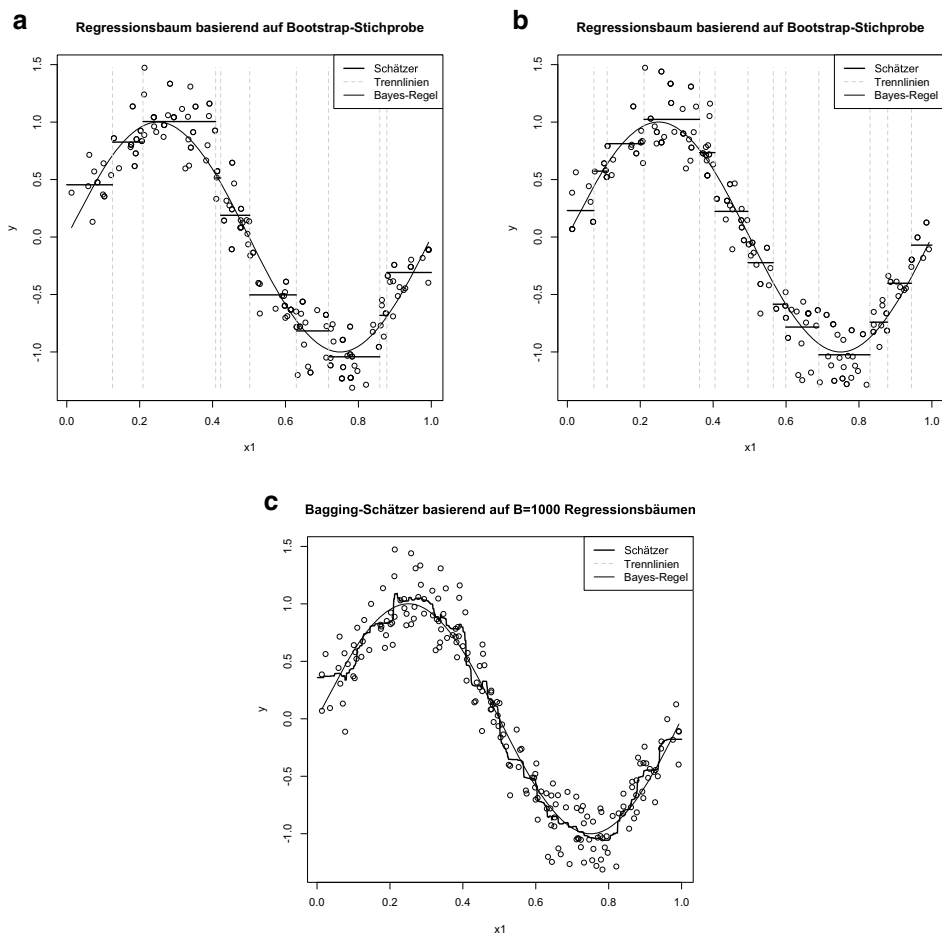 a
Regressionsbaum basierend auf Bootstrap-Stichprobe
Schätzer
Trennlinien
Bayes-Regel
1.5
1.0
0.5
0.0
-0.5
-1.0
y
0.0 0.2 0.4 0.6 0.8 1.0
x1
b
Regressionsbaum basierend auf Bootstrap-Stichprobe
Schätzer
Trennlinien
Bayes-Regel
1.5
1.0
0.5
0.0
-0.5
-1.0
y
0.0 0.2 0.4 0.6 0.8 1.0
x1
c
Bagging-Schätzer basierend auf B=1000 Regressionsbäumen
Schätzer
Trennlinien
Bayes-Regel
1.5
1.0
0.5
0.0
-0.5
-1.0
y
0.0 0.2 0.4 0.6 0.8 1.0
x1